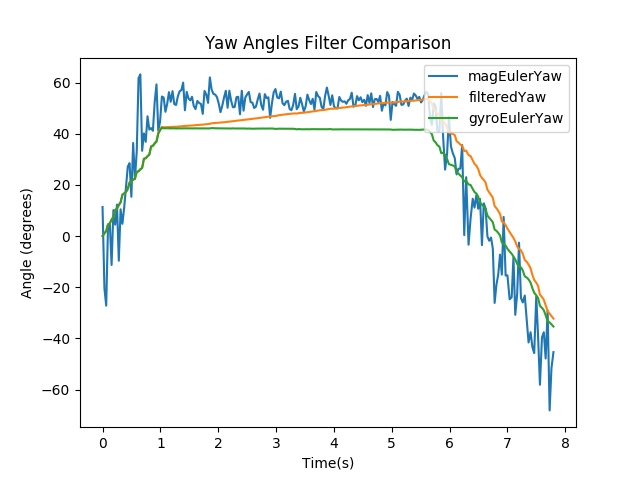 Yaw Angles Filter Comparison
magEulerYaw
filteredYaw
gyroEulerYaw
Angle (degrees)
60
40
20
0
−20
−40
−60
0 1 2 3 4 5 6 7 8
Time(s)